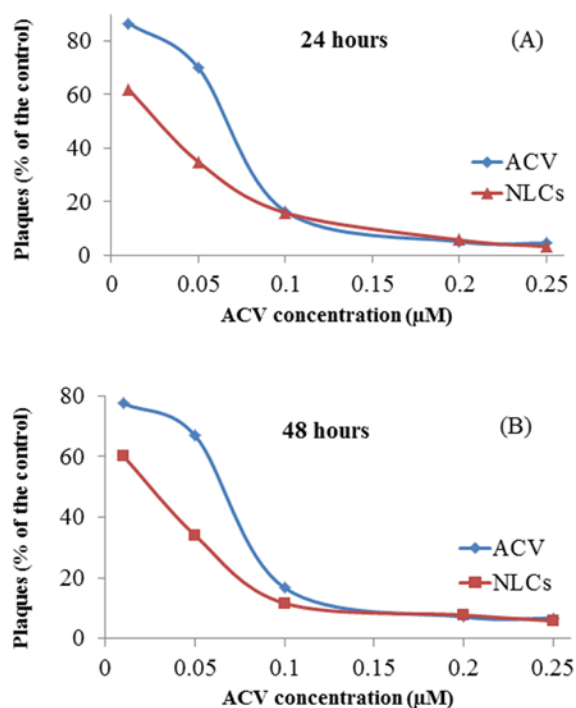 24 hours
(A)
80
60
40
20
0
Plaques (% of the control)
ACV
NLCs
0 0.05 0.1 0.15 0.2 0.25
ACV concentration (µM)
48 hours
(B)
80
60
40
20
0
Plaques (% of the control)
ACV
NLCs
0 0.05 0.1 0.15 0.2 0.25
ACV concentration (µM)